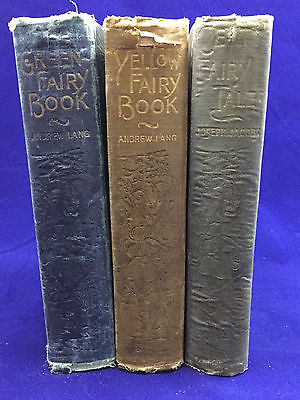 GREEN
FAIRY
BOOK
ANDREW LANG
YELLOW
FAIRY
BOOK
ANDREW LANG
FAIRY
TALES
JOSEPH JACOBS